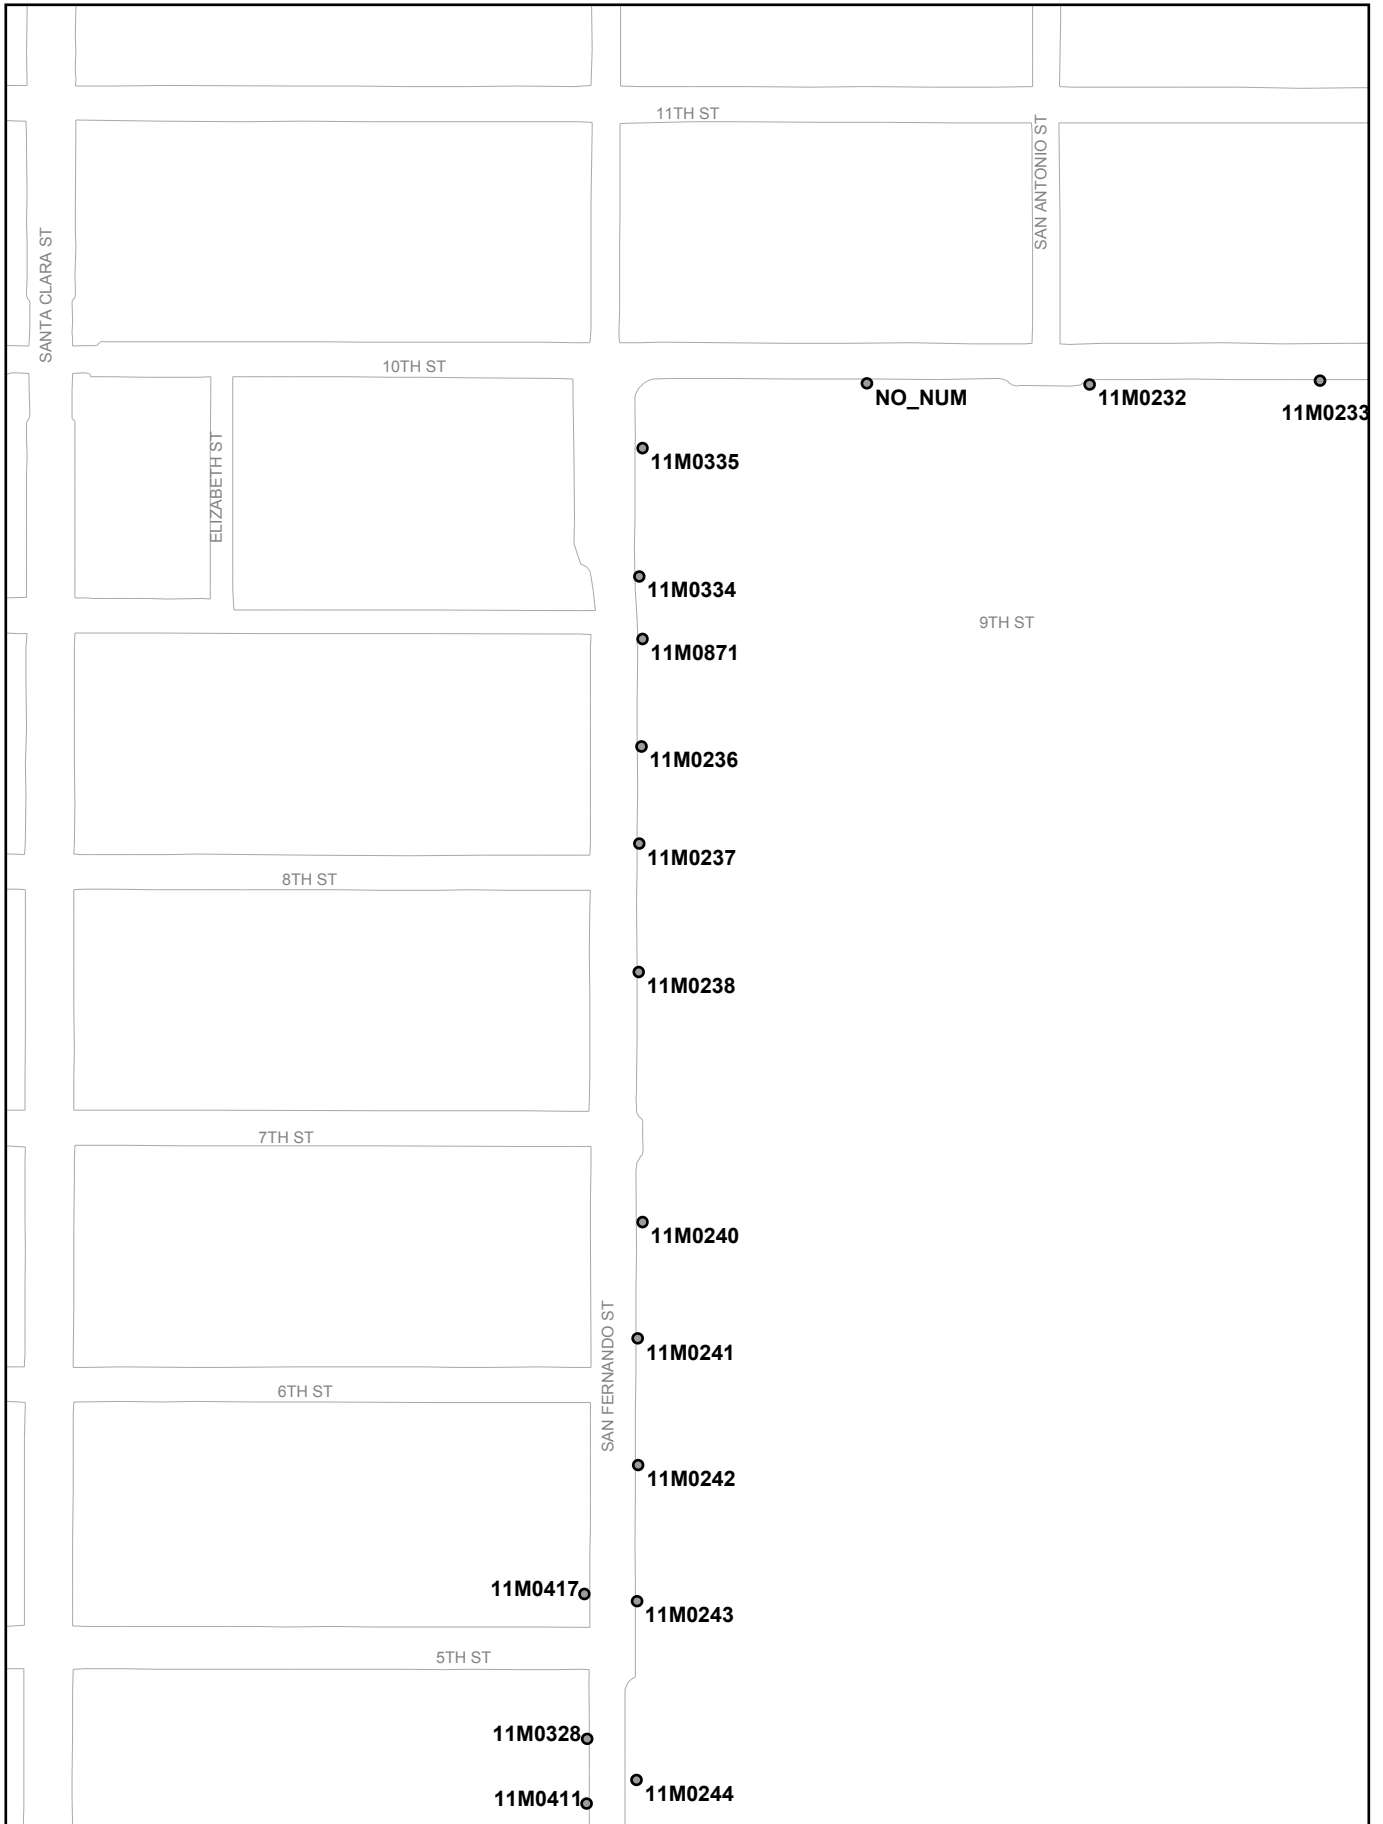 11TH ST
SAN ANTONIO ST
SANTA CLARA ST
10TH ST
NO_NUM
11M0232
11M0233
ELIZABETH ST
11M0335
11M0334
9TH ST
11M0871
11M0236
11M0237
8TH ST
11M0238
7TH ST
11M0240
SAN FERNANDO ST
11M0241
6TH ST
11M0242
11M0417
11M0243
5TH ST
11M0328
11M0244
11M0411